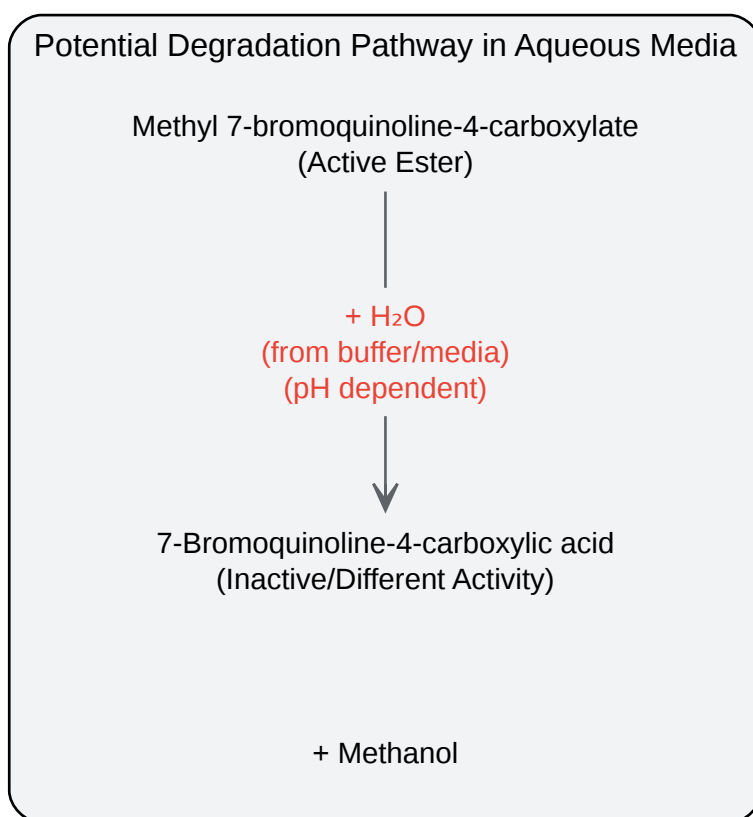 Potential Degradation Pathway in Aqueous Media
Methyl 7-bromoquinoline-4-carboxylate
(Active Ester)
+ H₂O
(from buffer/media)
(pH dependent)
7-Bromoquinoline-4-carboxylic acid
(Inactive/Different Activity)
+ Methanol